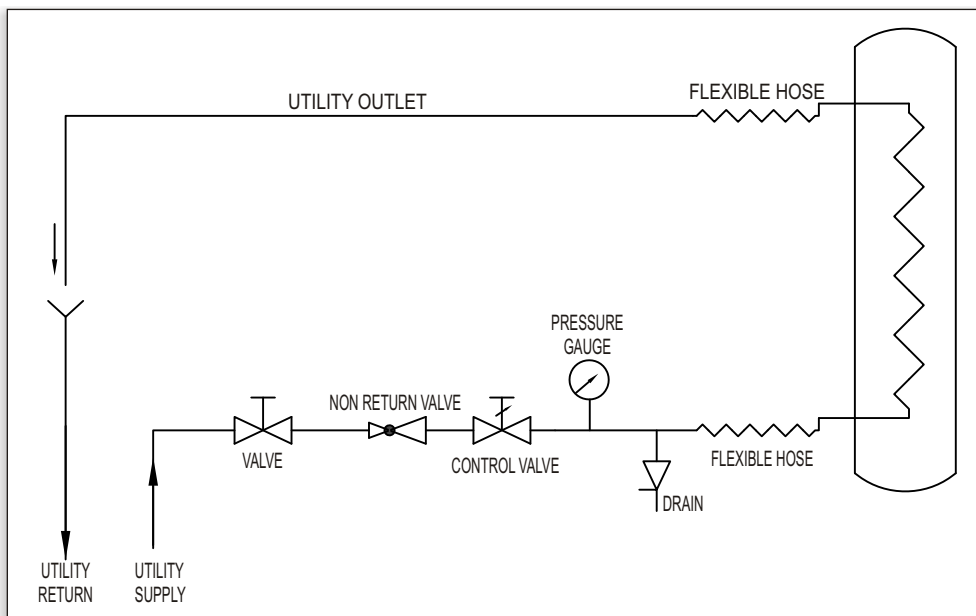 UTILITY OUTLET
FLEXIBLE HOSE
PRESSURE
GAUGE
NON RETURN VALVE
VALVE
CONTROL VALVE
FLEXIBLE HOSE
DRAIN
UTILITY
RETURN
UTILITY
SUPPLY